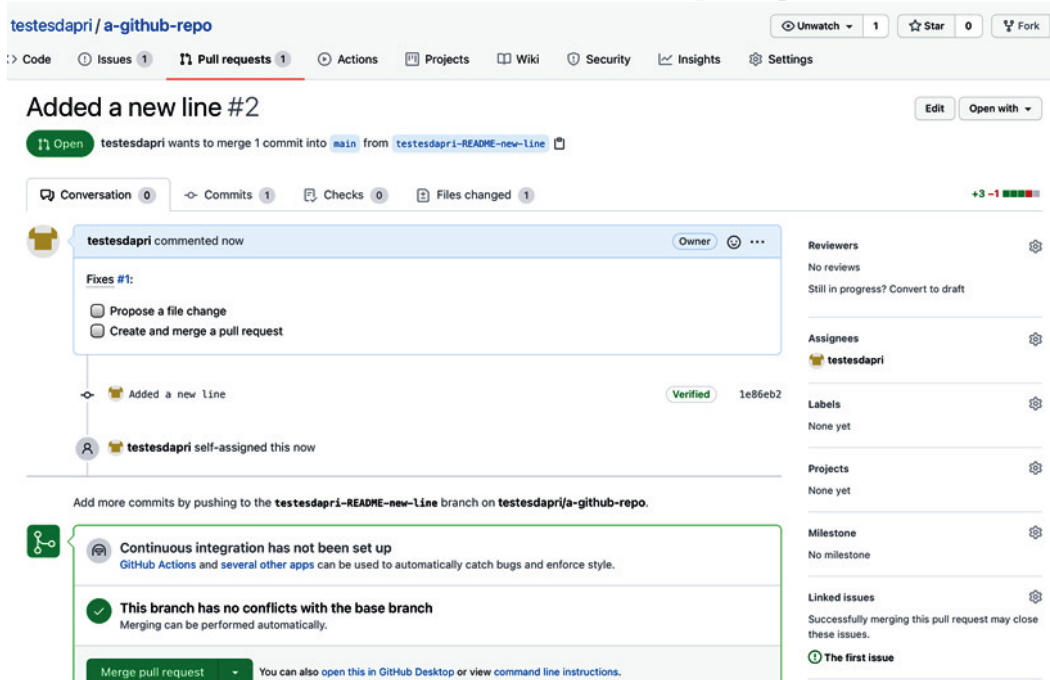 testesdapri / a-github-repo
Unwatch 1 Star 0 Fork
Code Issues 1 Pull requests 1 Actions Projects Wiki Security Insights Settings
Added a new line #2
Edit Open with
Open testesdapri wants to merge 1 commit into main from testesdapri-README-new-line
Conversation 0 Commits 1 Checks 0 Files changed 1
+3 −1
testesdapri commented now
Owner
Fixes #1:
Propose a file change
Create and merge a pull request
Added a new line
Verified 1e86eb2
testesdapri self-assigned this now
Add more commits by pushing to the testesdapri-README-new-line branch on testesdapri/a-github-repo.
Continuous integration has not been set up
GitHub Actions and several other apps can be used to automatically catch bugs and enforce style.
This branch has no conflicts with the base branch
Merging can be performed automatically.
Merge pull request You can also open this in GitHub Desktop or view command line instructions.
Reviewers
No reviews
Still in progress? Convert to draft
Assignees
testesdapri
Labels
None yet
Projects
None yet
Milestone
No milestone
Linked issues
Successfully merging this pull request may close
these issues.
The first issue